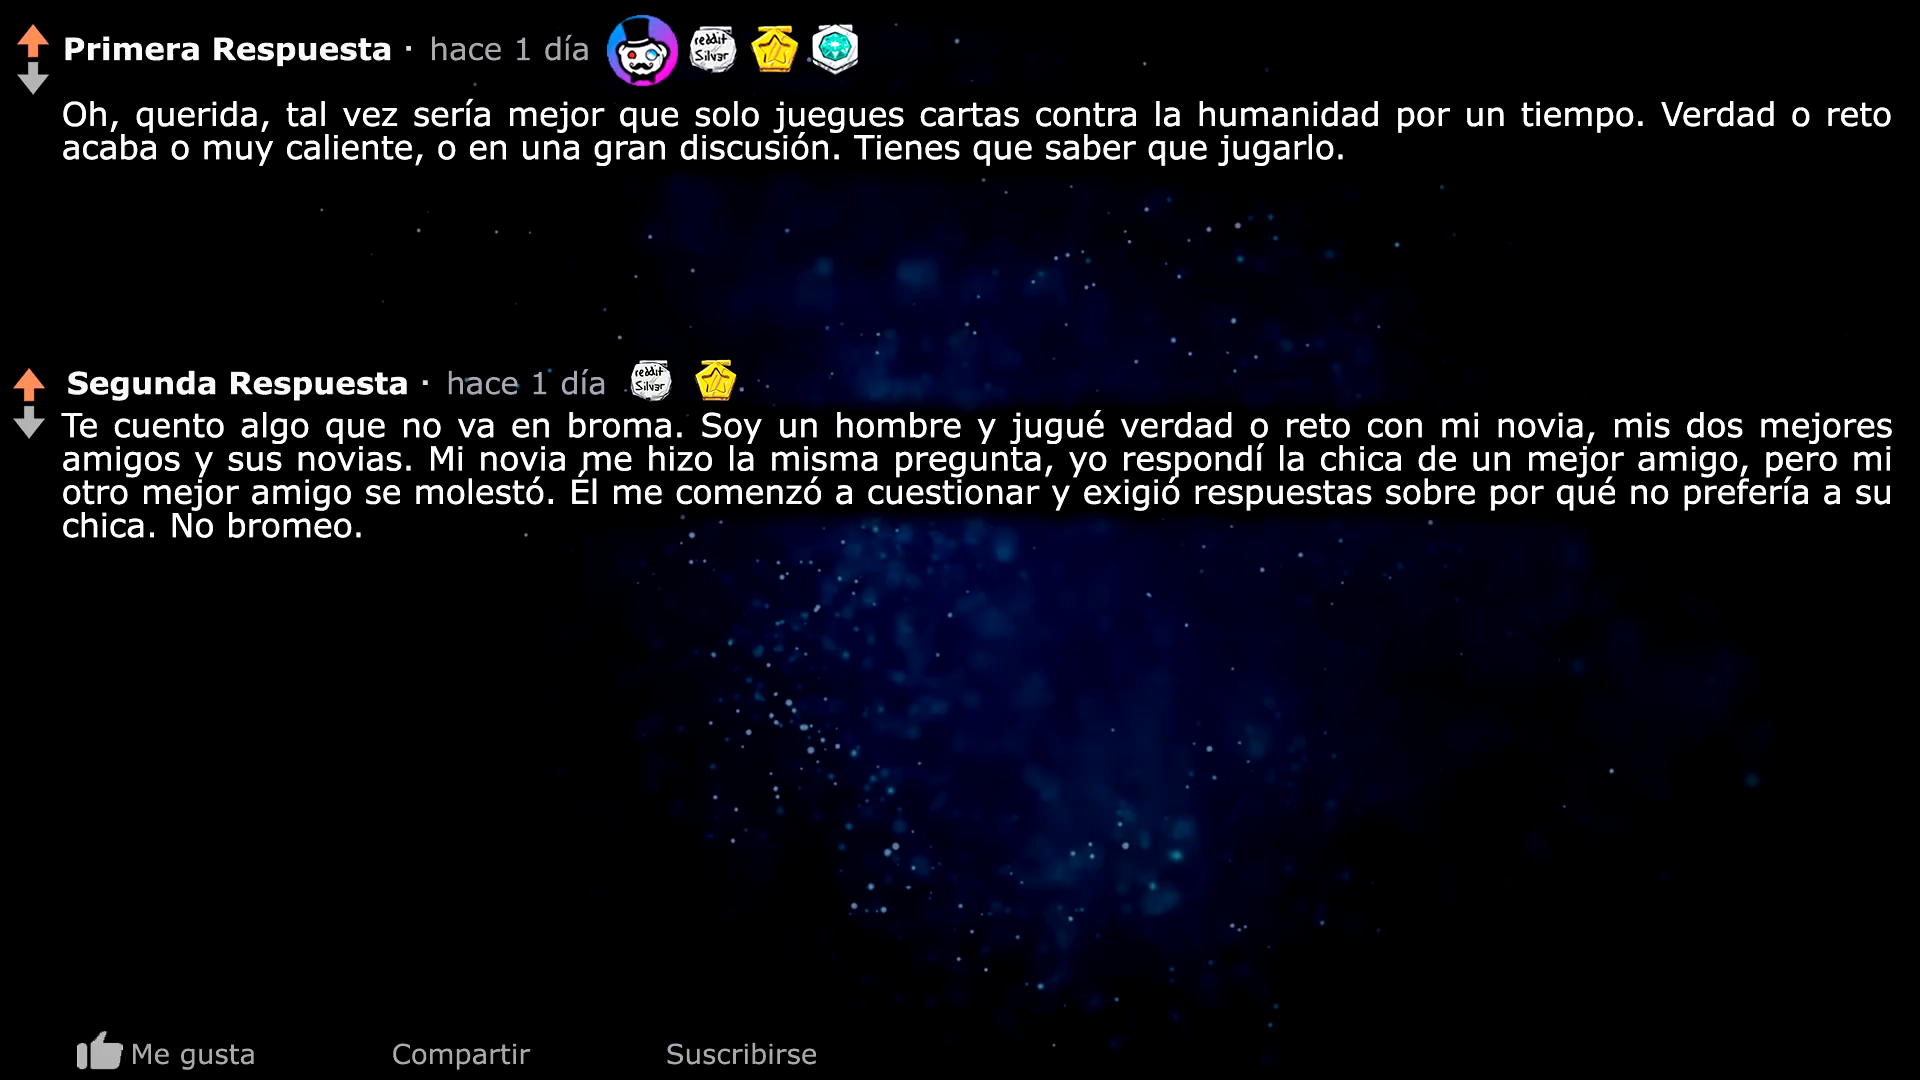 Primera Respuesta · hace 1 día
reddit
Silvar
Oh, querida, tal vez sería mejor que solo juegues cartas contra la humanidad por un tiempo. Verdad o reto
acaba o muy caliente, o en una gran discusión. Tienes que saber que jugarlo.
Segunda Respuesta · hace 1 día
reddit
Silvar
Te cuento algo que no va en broma. Soy un hombre y jugué verdad o reto con mi novia, mis dos mejores
amigos y sus novias. Mi novia me hizo la misma pregunta, yo respondí la chica de un mejor amigo, pero mi
otro mejor amigo se molestó. Él me comenzó a cuestionar y exigió respuestas sobre por qué no prefería a su
chica. No bromeo.
Me gusta
Compartir
Suscribirse